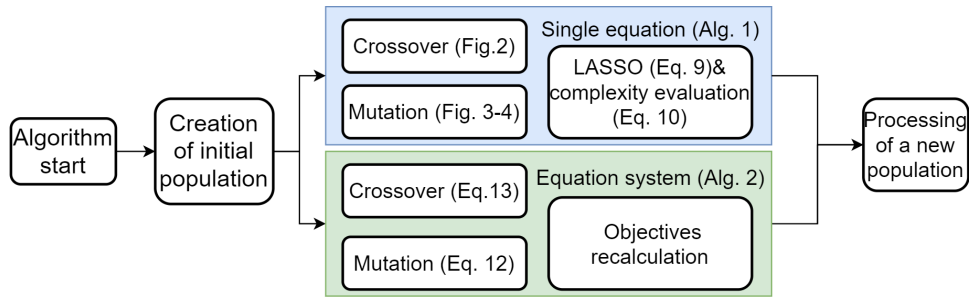 Algorithm
start
Creation
of initial
population
Single equation (Alg. 1)
Crossover (Fig.2)
Mutation (Fig. 3-4)
LASSO (Eq. 9)&
complexity evaluation
(Eq. 10)
Equation system (Alg. 2)
Crossover (Eq.13)
Mutation (Eq. 12)
Objectives
recalculation
Processing
of a new
population